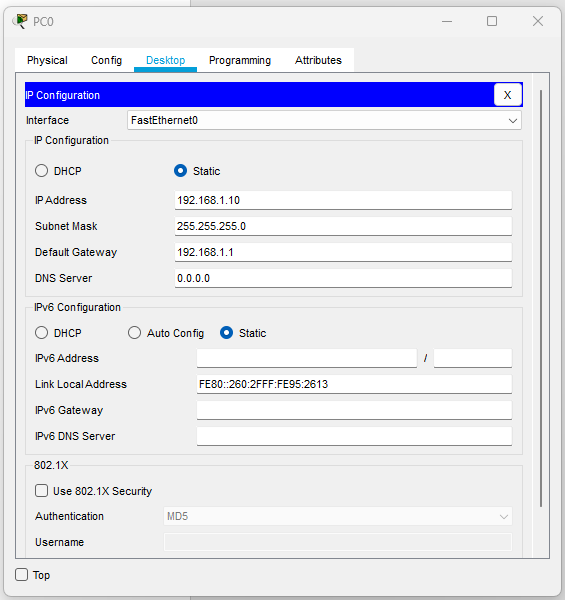 PC0
Physical Config Desktop Programming Attributes
IP Configuration X
Interface FastEthernet0
IP Configuration
DHCP Static
IP Address 192.168.1.10
Subnet Mask 255.255.255.0
Default Gateway 192.168.1.1
DNS Server 0.0.0.0
IPv6 Configuration
DHCP Auto Config Static
IPv6 Address /
Link Local Address FE80::260:2FFF:FE95:2613
IPv6 Gateway
IPv6 DNS Server
802.1X
Use 802.1X Security
Authentication MD5
Username
Top